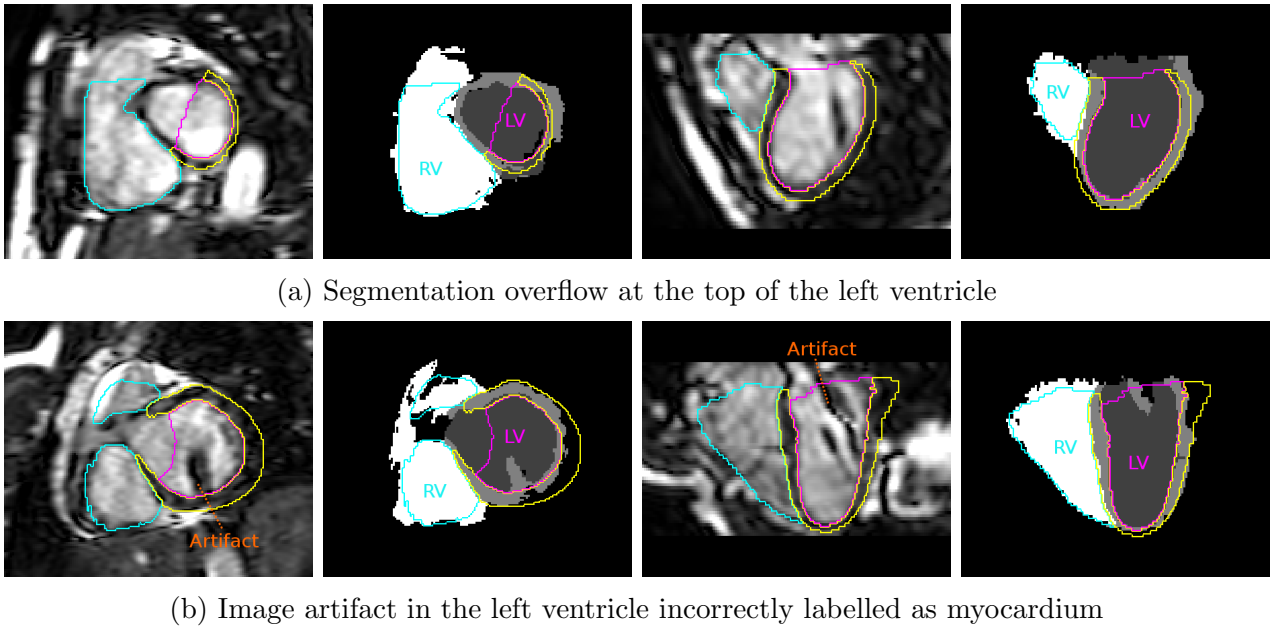 RV
LV
RV
LV
(a) Segmentation overflow at the top of the left ventricle
Artifact
RV
LV
Artifact
RV
LV
(b) Image artifact in the left ventricle incorrectly labelled as myocardium